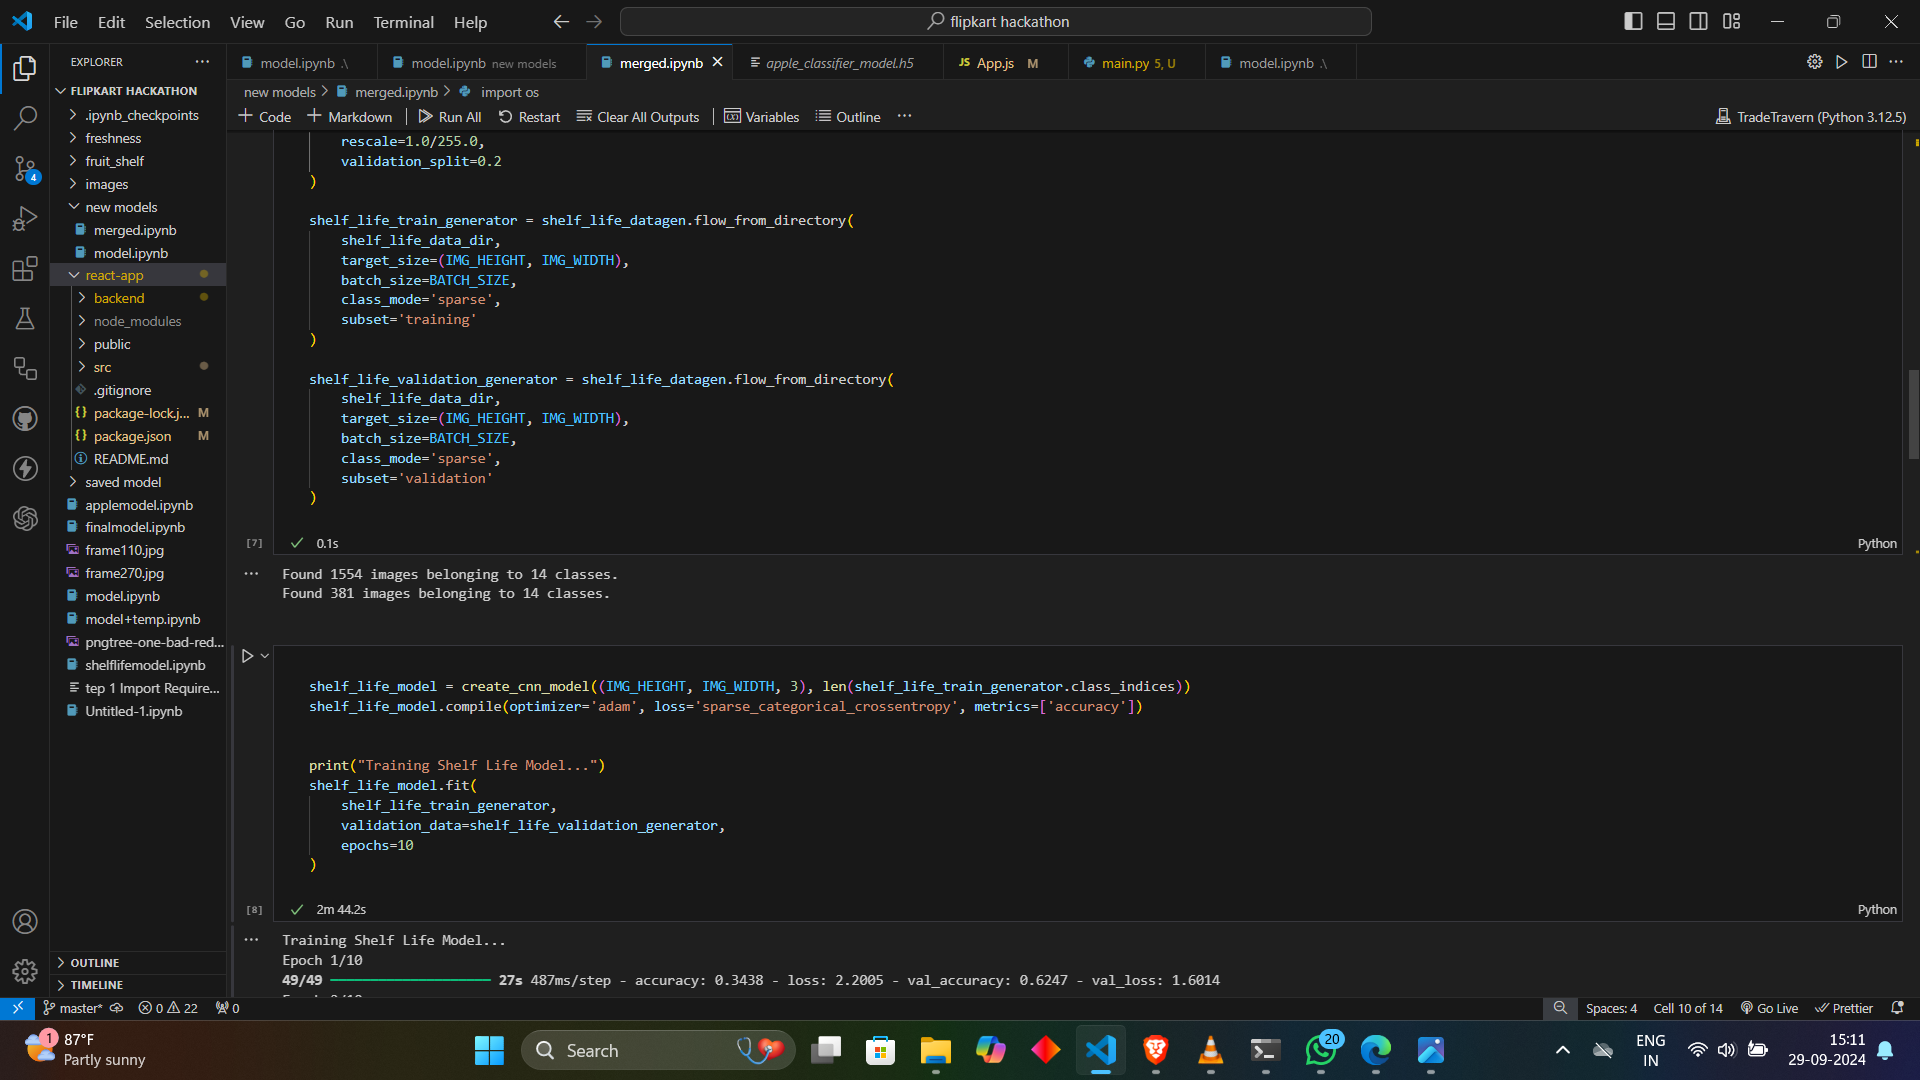 File Edit Selection View Go Run Terminal Help
flipkart hackathon
EXPLORER
model.ipynb .\
model.ipynb new models
merged.ipynb
apple_classifier_model.h5
JS App.js M
main.py 5, U
model.ipynb .\
FLIPKART HACKATHON
new models > merged.ipynb > import os
Code Markdown Run All Restart Clear All Outputs Variables Outline ...
TradeTravern (Python 3.12.5)
.ipynb_checkpoints
freshness
fruit_shelf
images
new models
merged.ipynb
model.ipynb
react-app
backend
node_modules
public
src
.gitignore
package-lock.j... M
package.json M
README.md
saved model
applemodel.ipynb
finalmodel.ipynb
frame110.jpg
frame270.jpg
model.ipynb
model+temp.ipynb
pngtree-one-bad-red...
shelflifemodel.ipynb
tep 1 Import Require...
Untitled-1.ipynb
OUTLINE
TIMELINE
4
rescale=1.0/255.0,
validation_split=0.2
)
shelf_life_train_generator = shelf_life_datagen.flow_from_directory(
shelf_life_data_dir,
target_size=(IMG_HEIGHT, IMG_WIDTH),
batch_size=BATCH_SIZE,
class_mode='sparse',
subset='training'
)
shelf_life_validation_generator = shelf_life_datagen.flow_from_directory(
shelf_life_data_dir,
target_size=(IMG_HEIGHT, IMG_WIDTH),
batch_size=BATCH_SIZE,
class_mode='sparse',
subset='validation'
)
[7] 0.1s Python
Found 1554 images belonging to 14 classes.
Found 381 images belonging to 14 classes.
shelf_life_model = create_cnn_model((IMG_HEIGHT, IMG_WIDTH, 3), len(shelf_life_train_generator.class_indices))
shelf_life_model.compile(optimizer='adam', loss='sparse_categorical_crossentropy', metrics=['accuracy'])
print("Training Shelf Life Model...")
shelf_life_model.fit(
shelf_life_train_generator,
validation_data=shelf_life_validation_generator,
epochs=10
)
[8] 2m 44.2s Python
Training Shelf Life Model...
Epoch 1/10
49/49 27s 487ms/step - accuracy: 0.3438 - loss: 2.2005 - val_accuracy: 0.6247 - val_loss: 1.6014
master* 0 22 0
Spaces: 4 Cell 10 of 14 Go Live Prettier
1
87°F
Partly sunny
Search
20
ENG
IN
15:11
29-09-2024